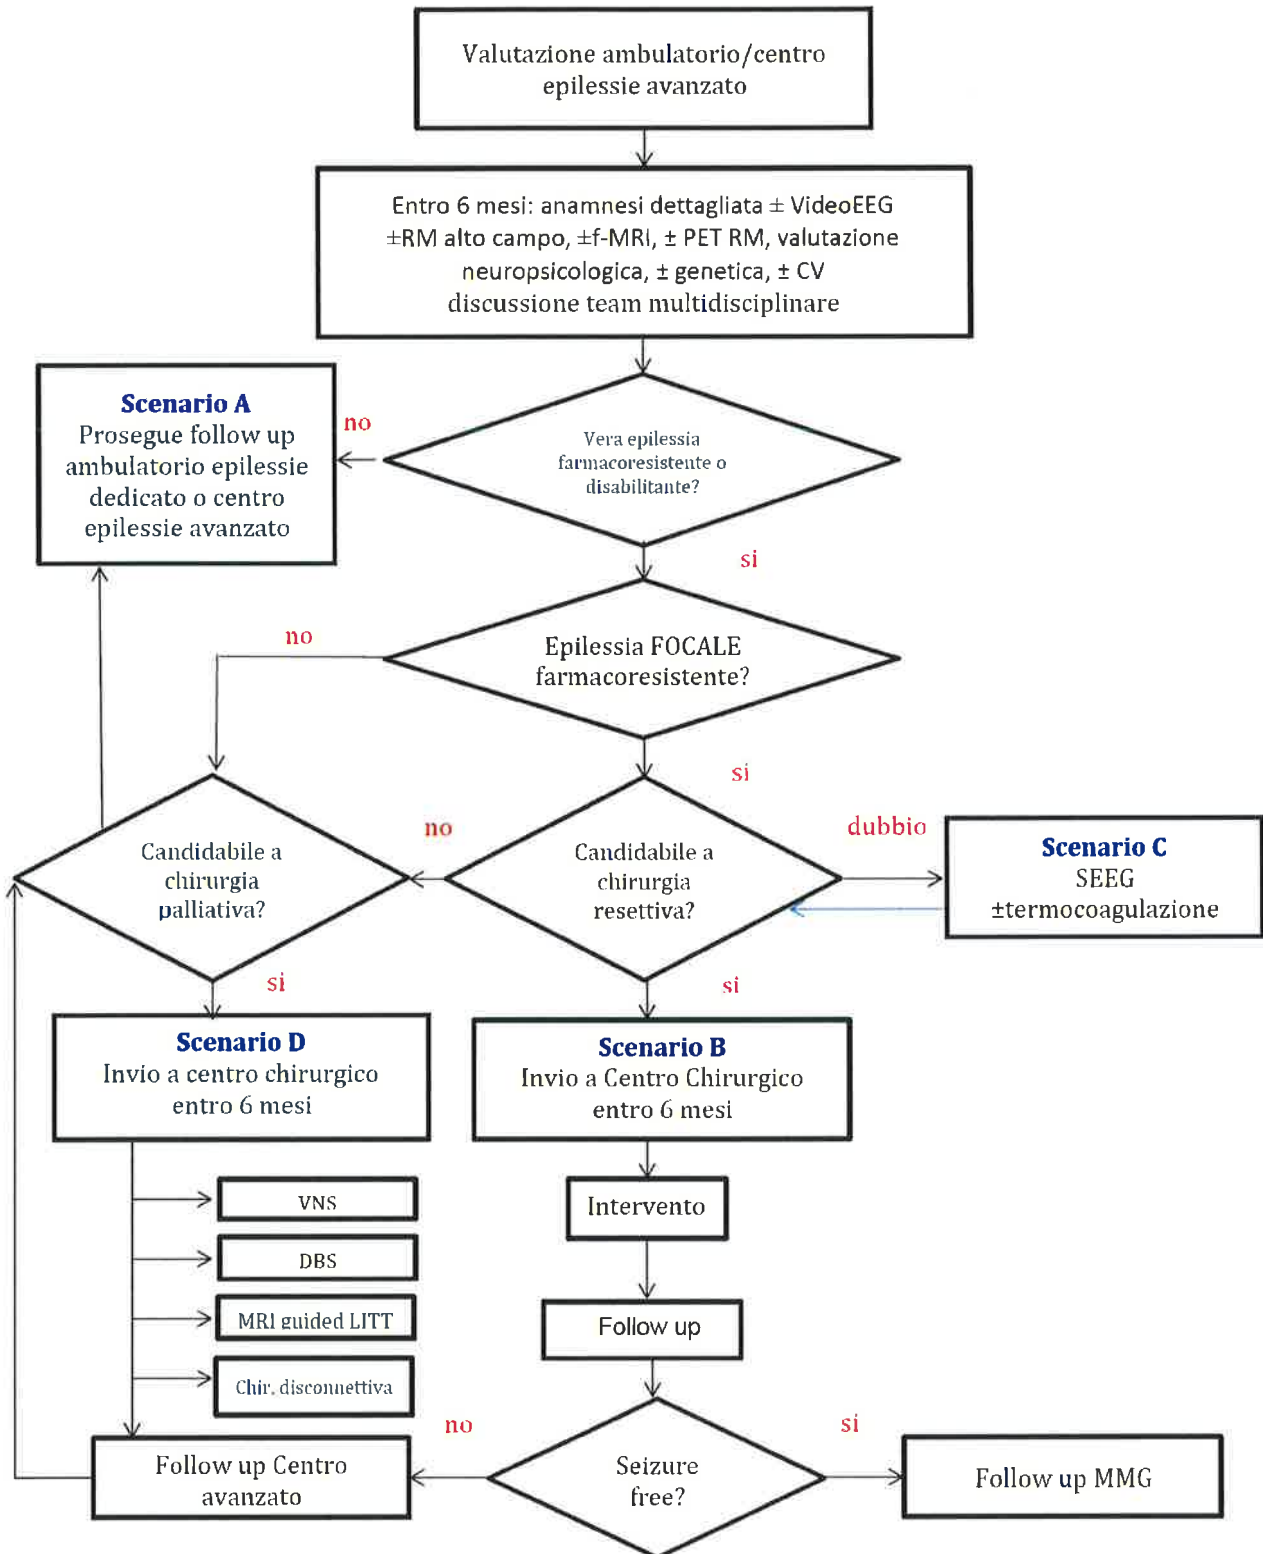 Valutazione ambulatorio/centro
epilessie avanzato
Entro 6 mesi: anamnesi dettagliata ± VideoEEG
±RM alto campo, ±f-MRI, ± PET RM, valutazione
neuropsicologica, ± genetica, ± CV
discussione team multidisciplinare
Scenario A
Prosegue follow up
ambulatorio epilessie
dedicato o centro
epilessie avanzato
no
Vera epilessia
farmacoresistente o
disabilitante?
si
no
Epilessia FOCALE
farmacoresistente?
si
Candidabile a
chirurgia
palliativa?
no
Candidabile a
chirurgia
resettiva?
dubbio
Scenario C
SEEG
±termocoagulazione
si
si
Scenario D
Invio a centro chirurgico
entro 6 mesi
Scenario B
Invio a Centro Chirurgico
entro 6 mesi
VNS
DBS
MRI guided LITT
Chir. disconnettiva
Intervento
Follow up
no
si
Follow up Centro
avanzato
Seizure
free?
Follow up MMG